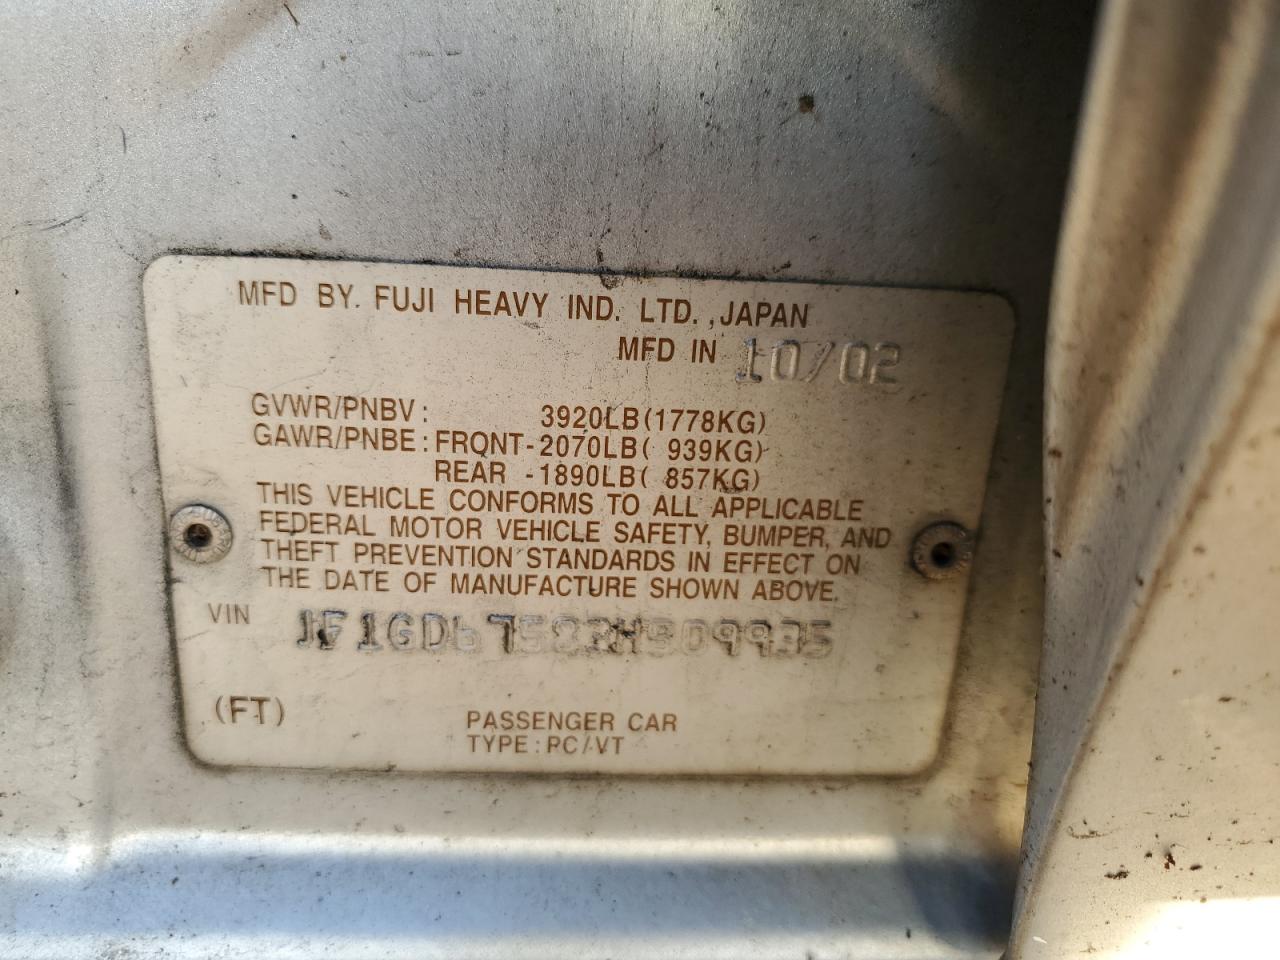 MFD BY. FUJI HEAVY IND. LTD. ,JAPAN
MFD IN 10/02
GVWR/PNBV : 3920LB(1778KG)
GAWR/PNBE : FRONT-2070LB( 939KG)
REAR -1890LB( 857KG)
THIS VEHICLE CONFORMS TO ALL APPLICABLE
FEDERAL MOTOR VEHICLE SAFETY, BUMPER, AND
THEFT PREVENTION STANDARDS IN EFFECT ON
THE DATE OF MANUFACTURE SHOWN ABOVE.
VIN JF1GD67583H509935
(FT)
PASSENGER CAR
TYPE : PC/VT